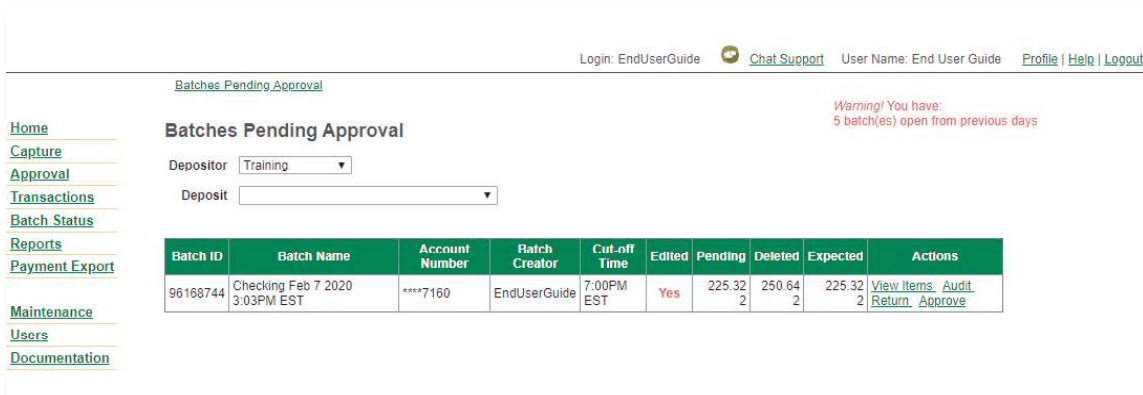 Login: EndUserGuide Chat Support User Name: End User Guide Profile | Help | Logout
Batches Pending Approval
Warning! You have:
5 batch(es) open from previous days
Home
Capture
Approval
Transactions
Batch Status
Reports
Payment Export
Maintenance
Users
Documentation
Batches Pending Approval
Depositor Training
Deposit
Batch ID Batch Name Account Number Batch Creator Cut-off Time Edited Pending Deleted Expected Actions
96168744 Checking Feb 7 2020 3:03PM EST ****7160 EndUserGuide 7:00PM EST Yes 225.32 2 250.64 2 225.32 2 View Items Audit Return Approve